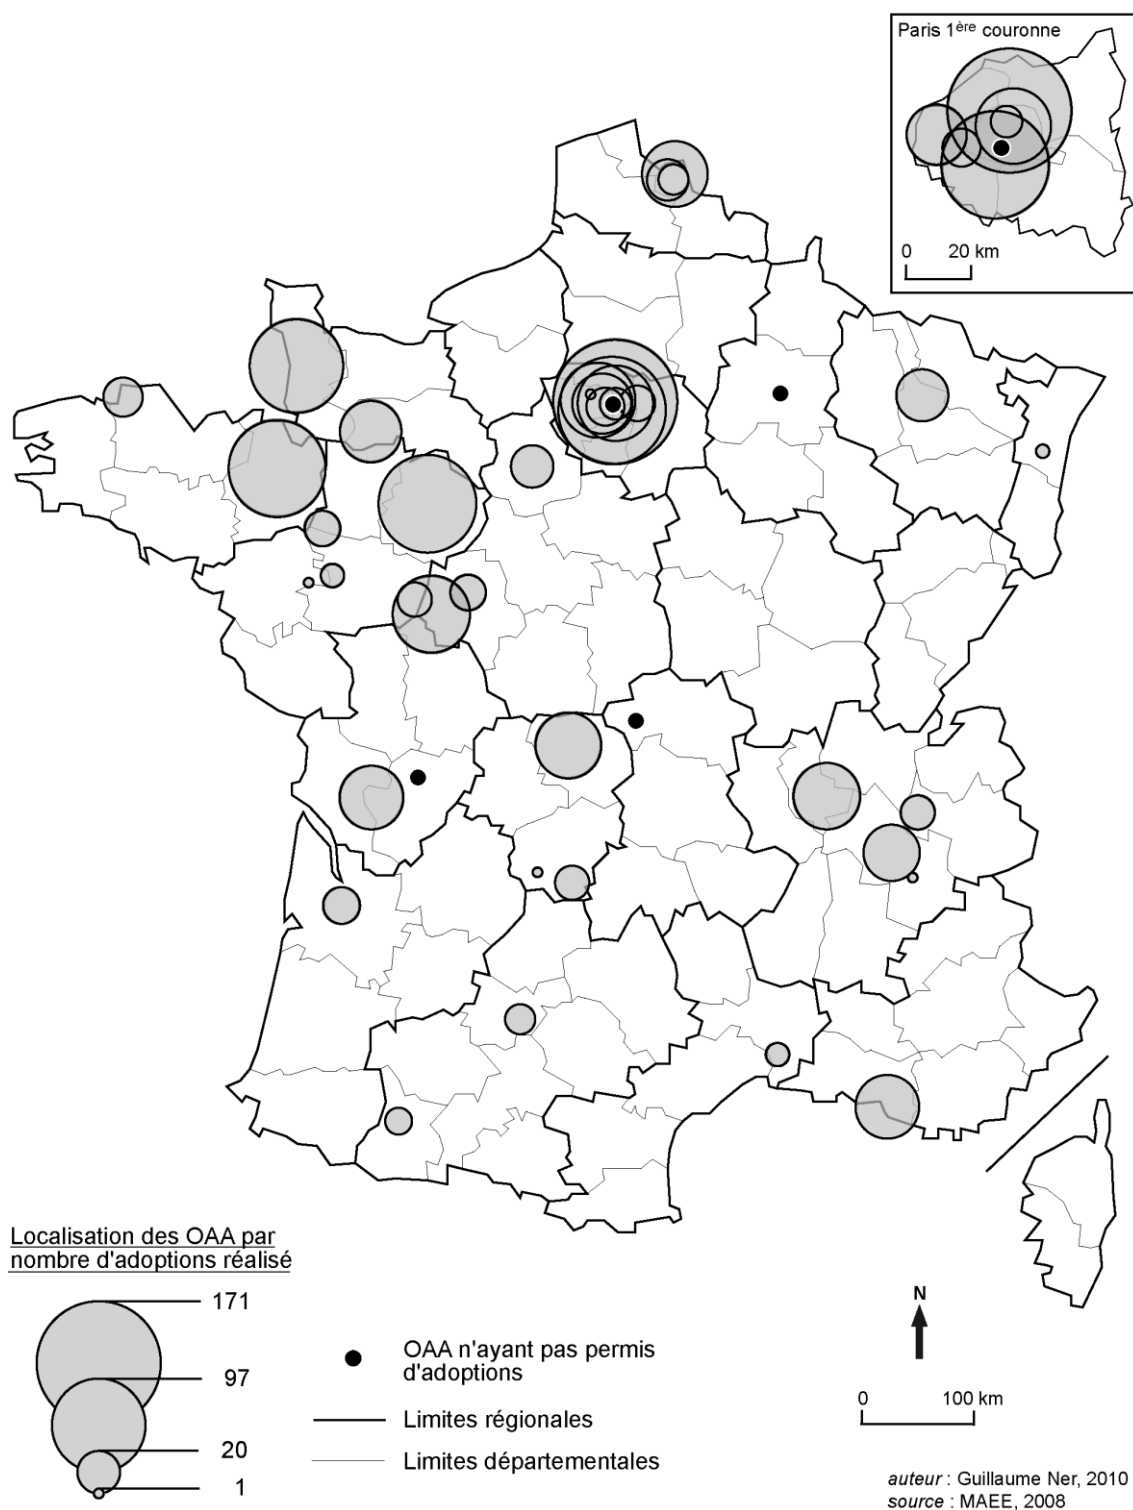 Paris 1ère couronne
0 20 km
Localisation des OAA par
nombre d'adoptions réalisé
171
97
20
1
OAA n'ayant pas permis
d'adoptions
Limites régionales
Limites départementales
N
0 100 km
auteur : Guillaume Ner, 2010
source : MAEE, 2008